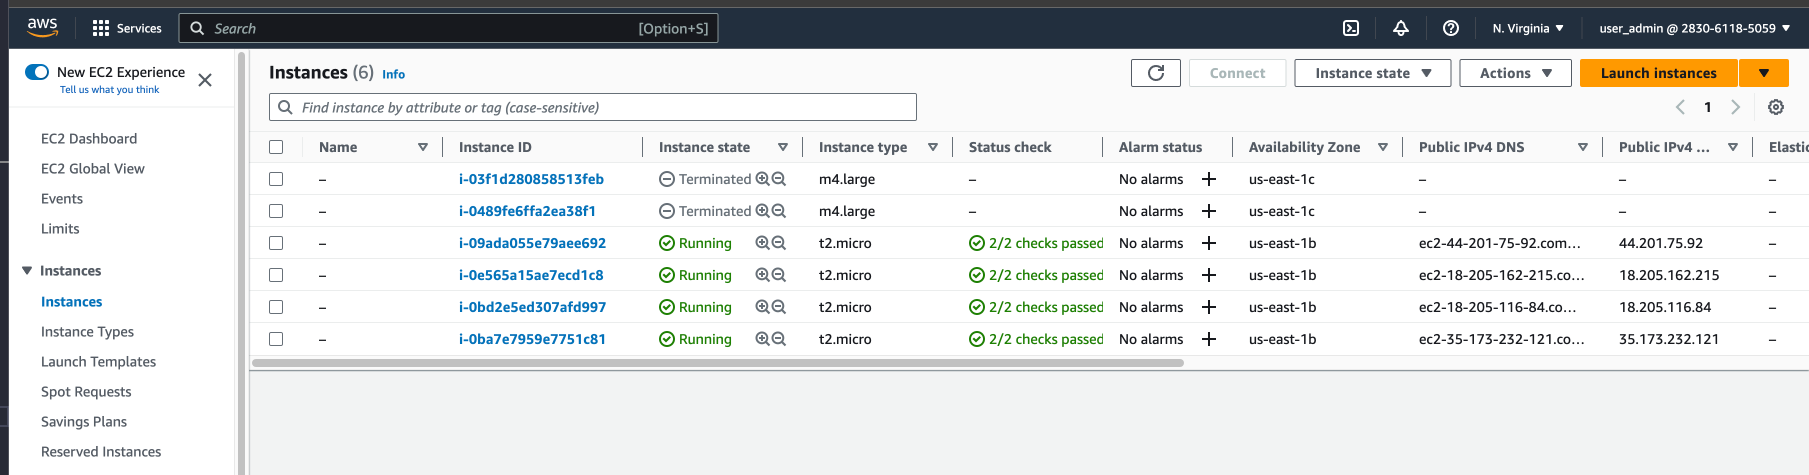 aws Services Search [Option+S] N. Virginia user_admin @ 2830-6118-5059
New EC2 Experience
Tell us what you think
EC2 Dashboard
EC2 Global View
Events
Limits
Instances
Instances
Instance Types
Launch Templates
Spot Requests
Savings Plans
Reserved Instances
Instances (6) Info Connect Instance state Actions Launch instances
Find instance by attribute or tag (case-sensitive) 1
Name Instance ID Instance state Instance type Status check Alarm status Availability Zone Public IPv4 DNS Public IPv4 ... Elastic
– i-03f1d280858513feb Terminated m4.large – No alarms + us-east-1c – – –
– i-0489fe6ffa2ea38f1 Terminated m4.large – No alarms + us-east-1c – – –
– i-09ada055e79aee692 Running t2.micro 2/2 checks passed No alarms + us-east-1b ec2-44-201-75-92.com... 44.201.75.92 –
– i-0e565a15ae7ecd1c8 Running t2.micro 2/2 checks passed No alarms + us-east-1b ec2-18-205-162-215.co... 18.205.162.215 –
– i-0bd2e5ed307afd997 Running t2.micro 2/2 checks passed No alarms + us-east-1b ec2-18-205-116-84.co... 18.205.116.84 –
– i-0ba7e7959e7751c81 Running t2.micro 2/2 checks passed No alarms + us-east-1b ec2-35-173-232-121.co... 35.173.232.121 –